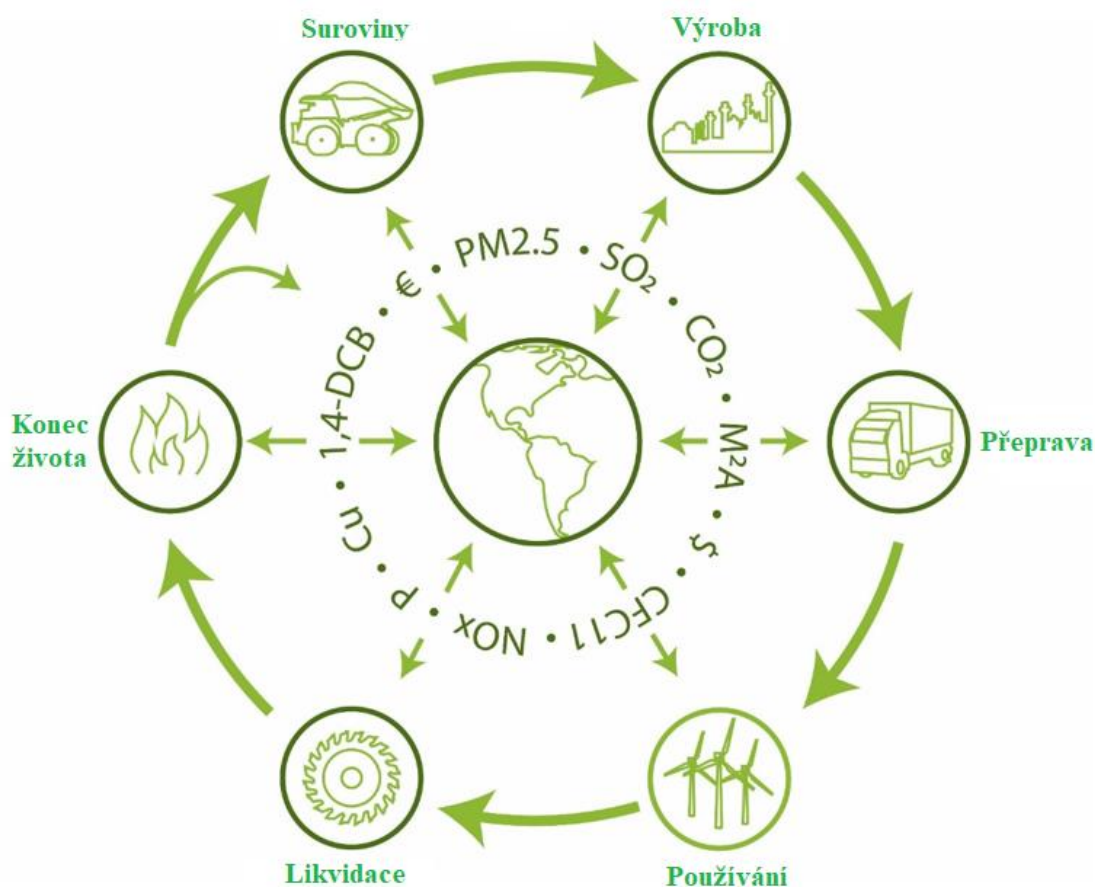 Suroviny
Výroba
Přeprava
Používání
Likvidace
Konec
života
PM2.5 • SO₂ • CO₂ • M²A • $ • CFC11 • NOx • P • Cu • 1,4-DCB • € •